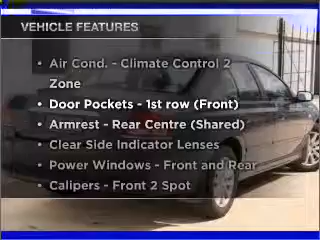 VEHICLE FEATURES
• Air Cond. - Climate Control 2
Zone
• Door Pockets - 1st row (Front)
• Armrest - Rear Centre (Shared)
• Clear Side Indicator Lenses
• Power Windows - Front and Rear
• Calipers - Front 2 Spot